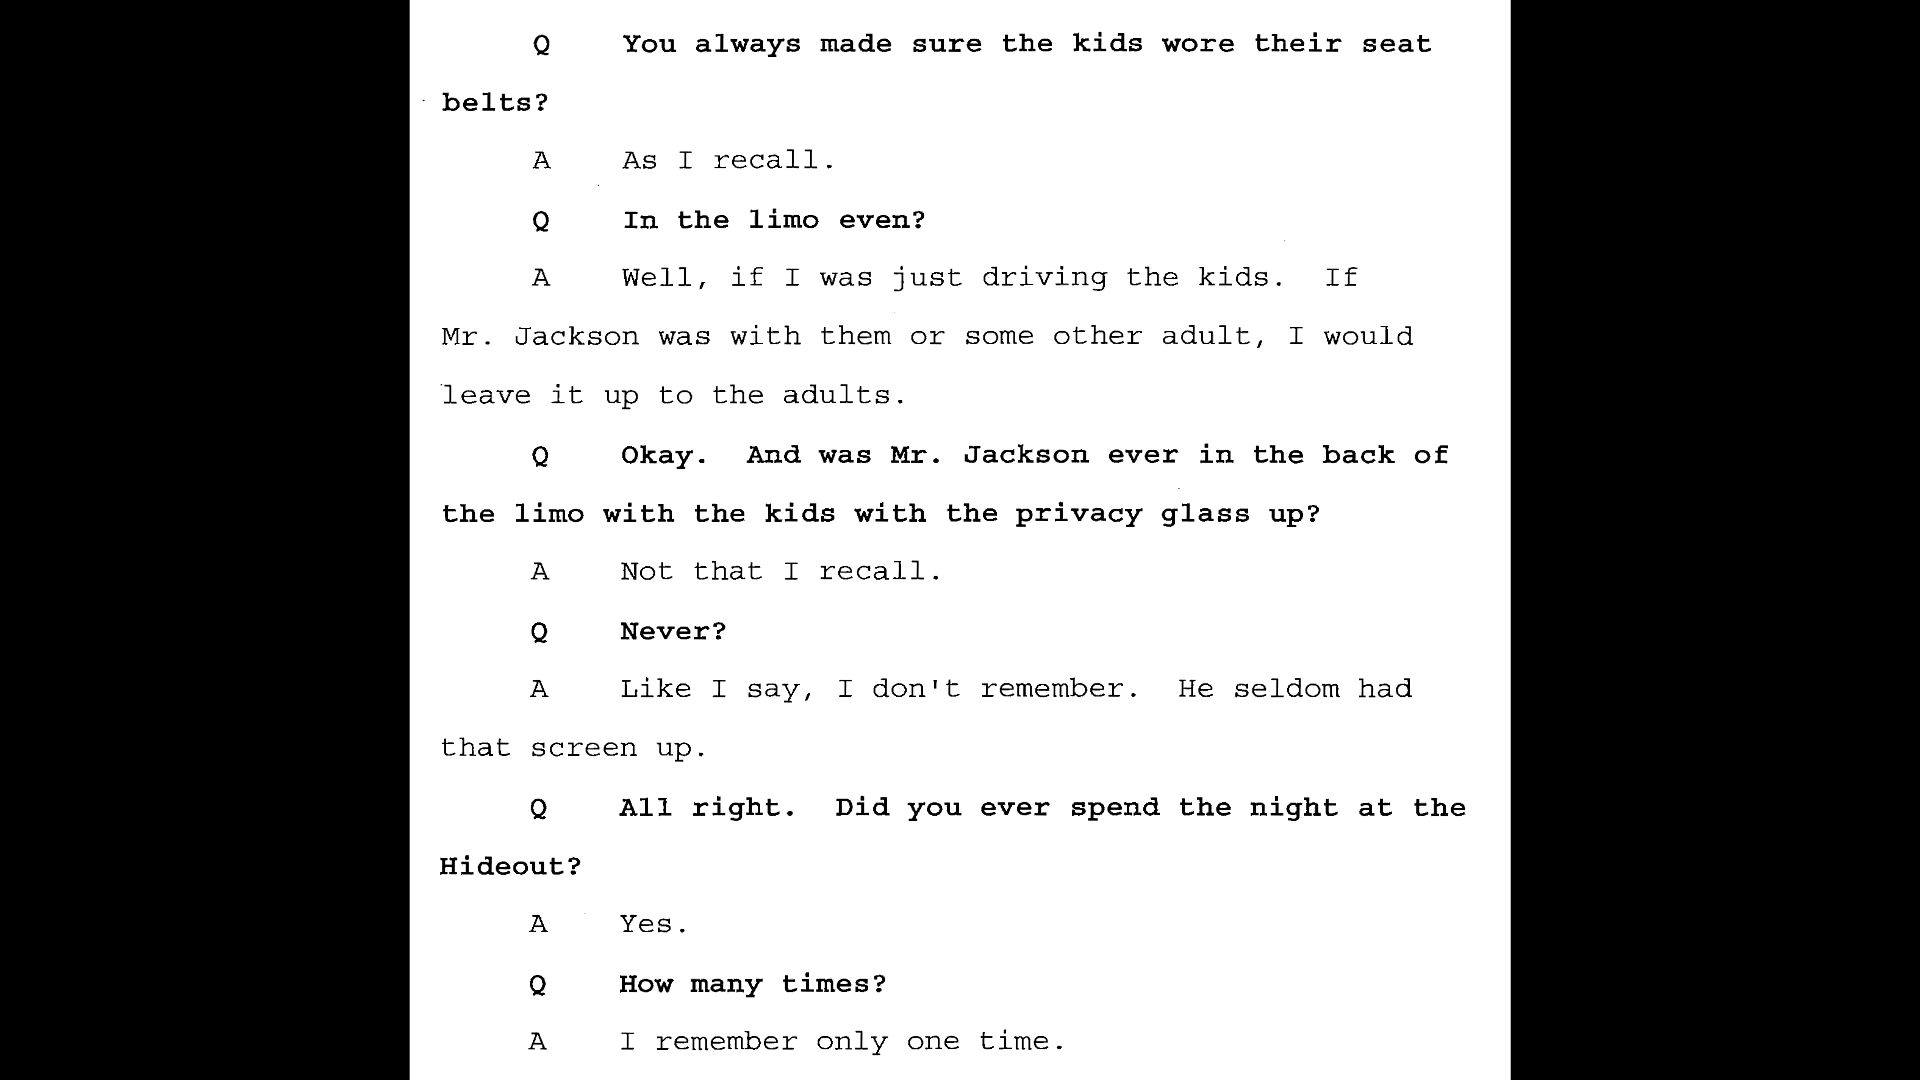 Q You always made sure the kids wore their seat
belts?
A As I recall.
Q In the limo even?
A Well, if I was just driving the kids. If
Mr. Jackson was with them or some other adult, I would
leave it up to the adults.
Q Okay. And was Mr. Jackson ever in the back of
the limo with the kids with the privacy glass up?
A Not that I recall.
Q Never?
A Like I say, I don't remember. He seldom had
that screen up.
Q All right. Did you ever spend the night at the
Hideout?
A Yes.
Q How many times?
A I remember only one time.